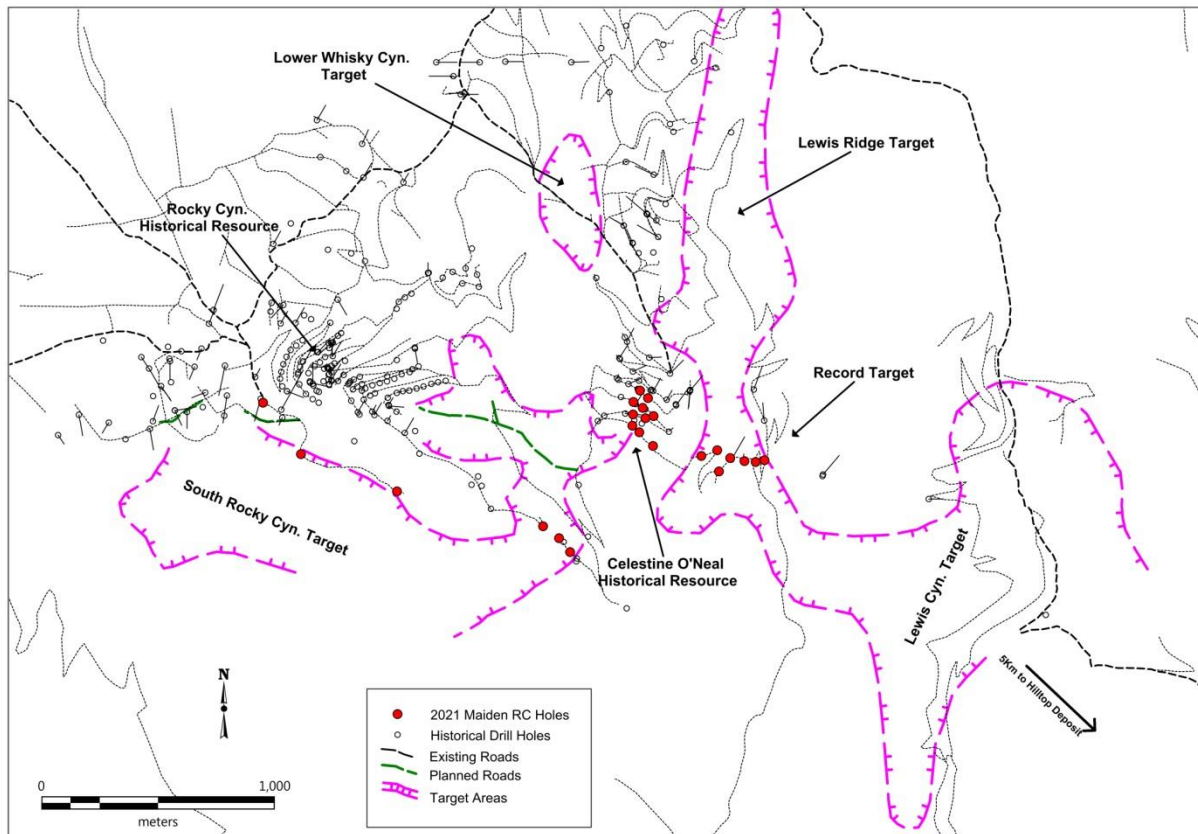 Lower Whisky Cyn.
Target
Lewis Ridge Target
Rocky Cyn.
Historical Resource
Record Target
South Rocky Cyn. Target
Celestine O'Neal
Historical Resource
Lewis Cyn. Target
5Km to Hilltop Deposit
N
0 1,000
meters
2021 Maiden RC Holes
Historical Drill Holes
Existing Roads
Planned Roads
Target Areas